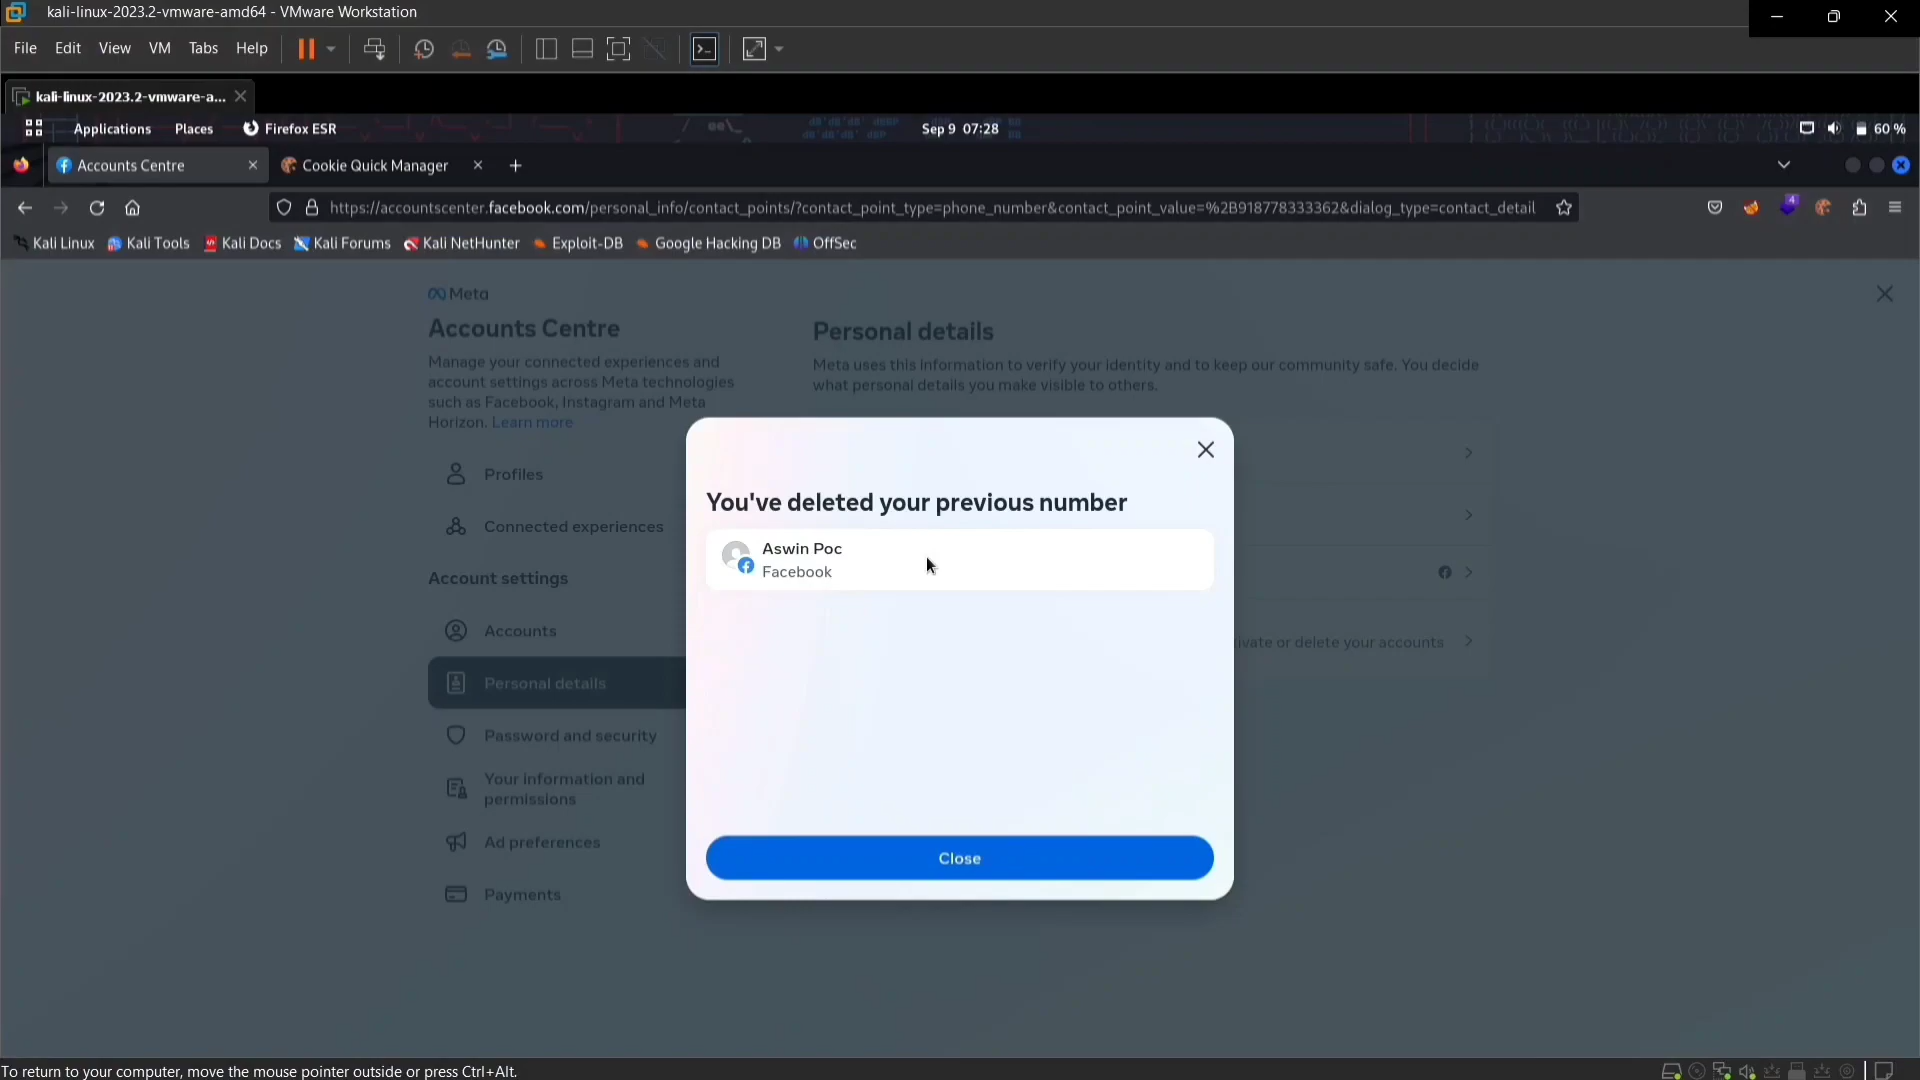 kali-linux-2023.2-vmware-amd64 - VMware Workstation
File Edit View VM Tabs Help
kali-linux-2023.2-vmware-a...
Applications Places Firefox ESR Sep 9 07:28 60 %
Accounts Centre Cookie Quick Manager
https://accountscenter.facebook.com/personal_info/contact_points/?contact_point_type=phone_number&contact_point_value=%2B918778333362&dialog_type=contact_detail
4
Kali Linux Kali Tools Kali Docs Kali Forums Kali NetHunter Exploit-DB Google Hacking DB OffSec
Meta
Accounts Centre
Manage your connected experiences and
account settings across Meta technologies
such as Facebook, Instagram and Meta
Horizon. Learn more
Profiles
Connected experiences
Account settings
Accounts
Personal details
Password and security
Your information and
permissions
Ad preferences
Payments
Personal details
Meta uses this information to verify your identity and to keep our community safe. You decide
what personal details you make visible to others.
ivate or delete your accounts
You've deleted your previous number
Aswin Poc
Facebook
Close
To return to your computer, move the mouse pointer outside or press Ctrl+Alt.